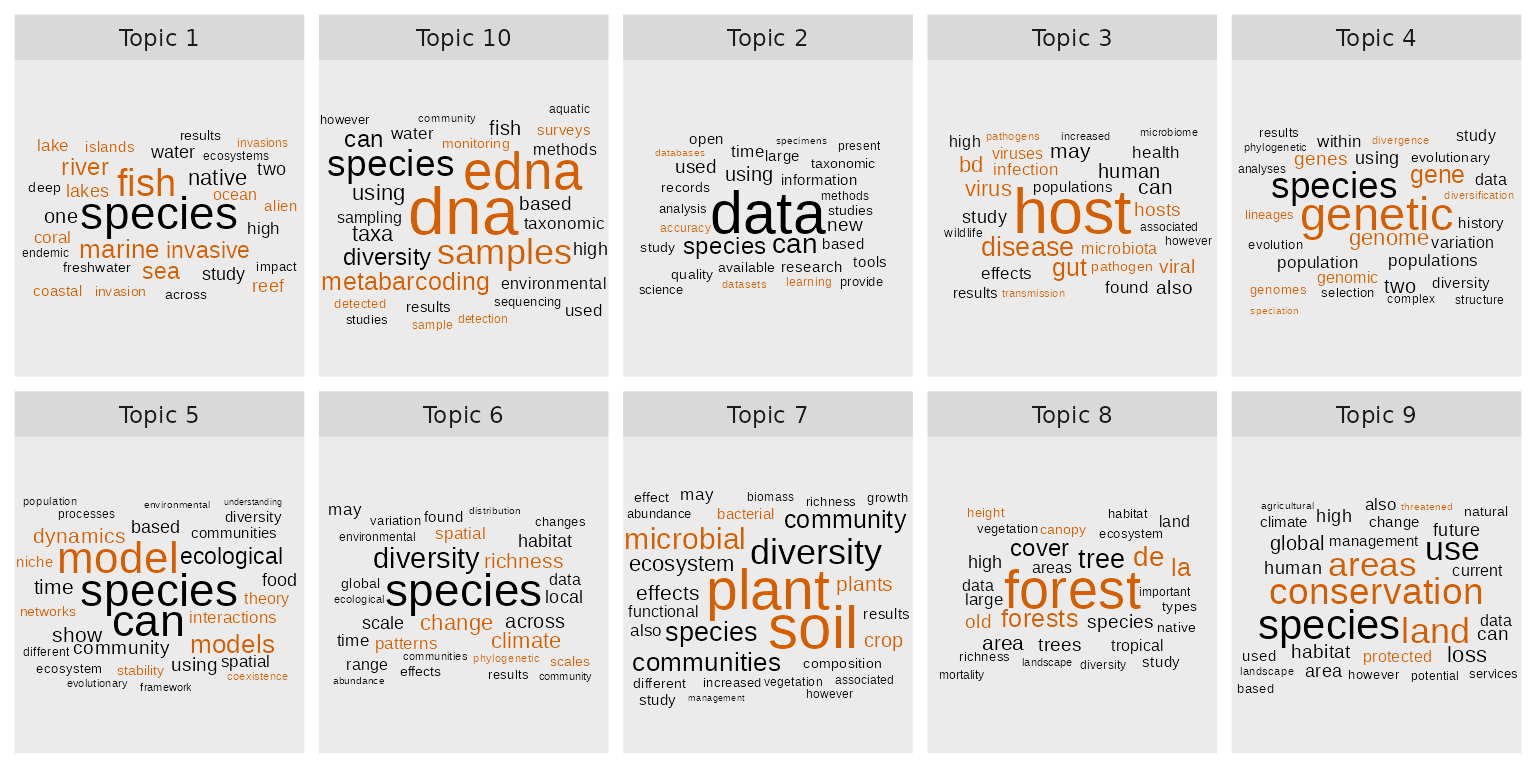 Topic 1
results
lake islands invasions
water ecosystems
river two
native
deep lakes fish ocean
one species alien
coral high
endemic marine invasive
freshwater sea study impact
coastal invasion across reef
Topic 10
aquatic
however community
can water fish surveys
monitoring methods
species edna
using dna based
sampling taxonomic
taxa
diversity samples high
metabarcoding environmental
detected results sequencing used
studies sample detection
Topic 2
open specimens present
databases time large taxonomic
used using information
records methods
analysis data studies
accuracy new
study species can based
quality available research tools
science datasets learning provide
Topic 3
high pathogens increased microbiome
viruses may health
bd infection human
virus populations can
study host hosts
wildlife associated
disease microbiota however
effects gut pathogen viral
results transmission found also
Topic 4
results within divergence study
phylogenetic
analyses genes using evolutionary
species gene data
diversification
lineages genetic history
evolution genome variation
population populations
genomic
genomes selection two diversity
complex structure
speciation
Topic 5
population environmental understanding
processes diversity
dynamics based communities
niche model ecological
time species food
theory
networks can interactions
show
different community models
ecosystem stability using spatial
evolutionary framework coexistence
Topic 6
may variation found distribution
changes
environmental spatial habitat
diversity richness
global species data
ecological local
scale change across
time patterns climate
range communities phylogenetic scales
effects results community
abundance
Topic 7
effect may biomass richness growth
abundance bacterial community
microbial diversity
ecosystem
effects plant plants
functional results
also species soil crop
communities composition
different increased vegetation associated
study management however
Topic 8
height habitat land
vegetation canopy ecosystem
cover tree de
high areas la
data forest important
large types
old forests species native
area trees tropical
richness landscape diversity study
mortality
Topic 9
agricultural also threatened natural
climate high change future
global management use
human areas current
conservation
species land data
can
used habitat protected loss
landscape area however potential services
based